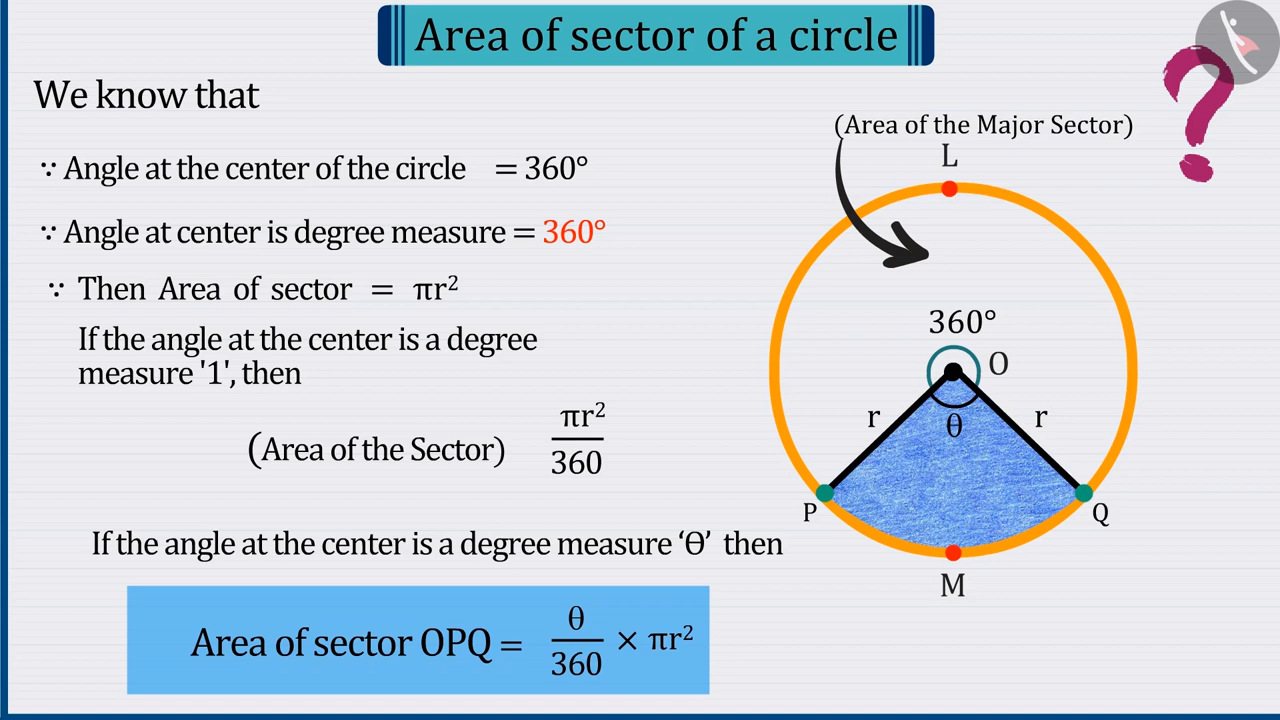 Area of sector of a circle
We know that
∵ Angle at the center of the circle = 360°
∵ Angle at center is degree measure = 360°
∵ Then Area of sector = πr²
If the angle at the center is a degree
measure '1', then
(Area of the Sector) πr²/360
If the angle at the center is a degree measure ‘Ө’ then
Area of sector OPQ = θ/360 × πr²
?
(Area of the Major Sector)
L
360°
O
r
θ
r
P
Q
M